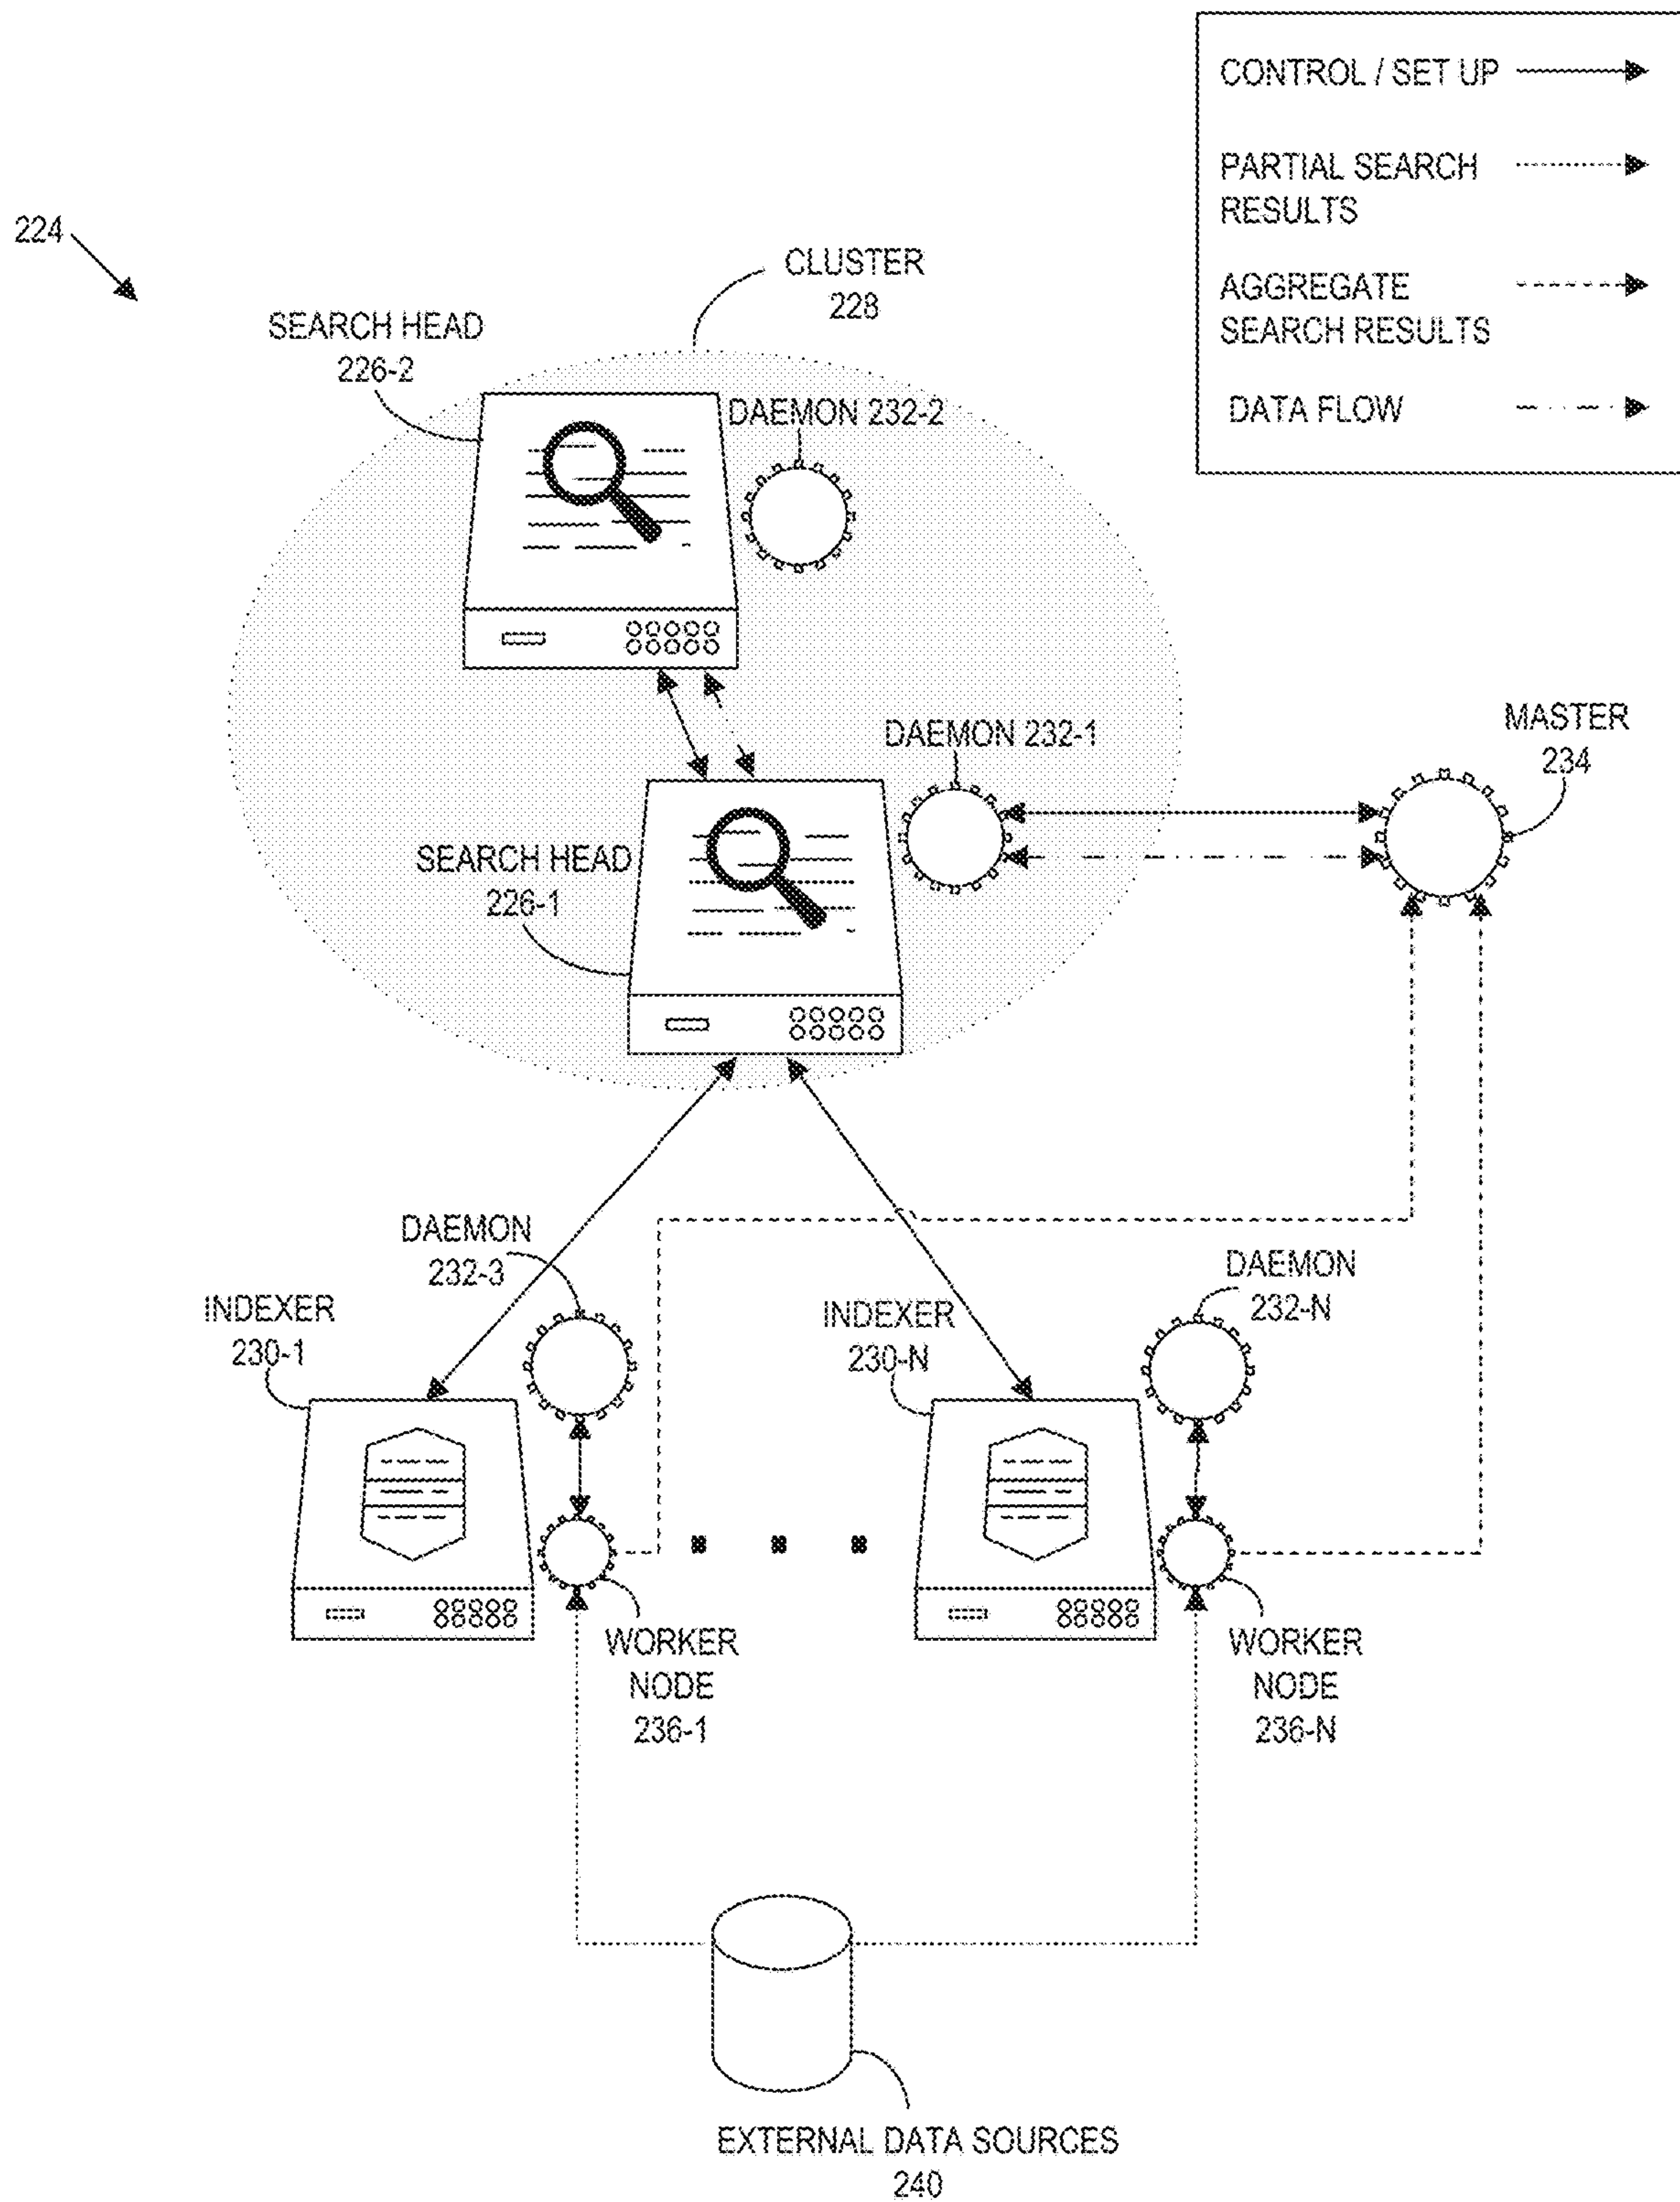 CONTROL / SET UP
PARTIAL SEARCH
RESULTS
AGGREGATE
SEARCH RESULTS
DATA FLOW
224
CLUSTER
228
SEARCH HEAD
226-2
DAEMON 232-2
DAEMON 232-1
MASTER
234
SEARCH HEAD
226-1
DAEMON
232-3
DAEMON
232-N
INDEXER
230-1
INDEXER
230-N
WORKER
NODE
236-1
WORKER
NODE
236-N
EXTERNAL DATA SOURCES
240